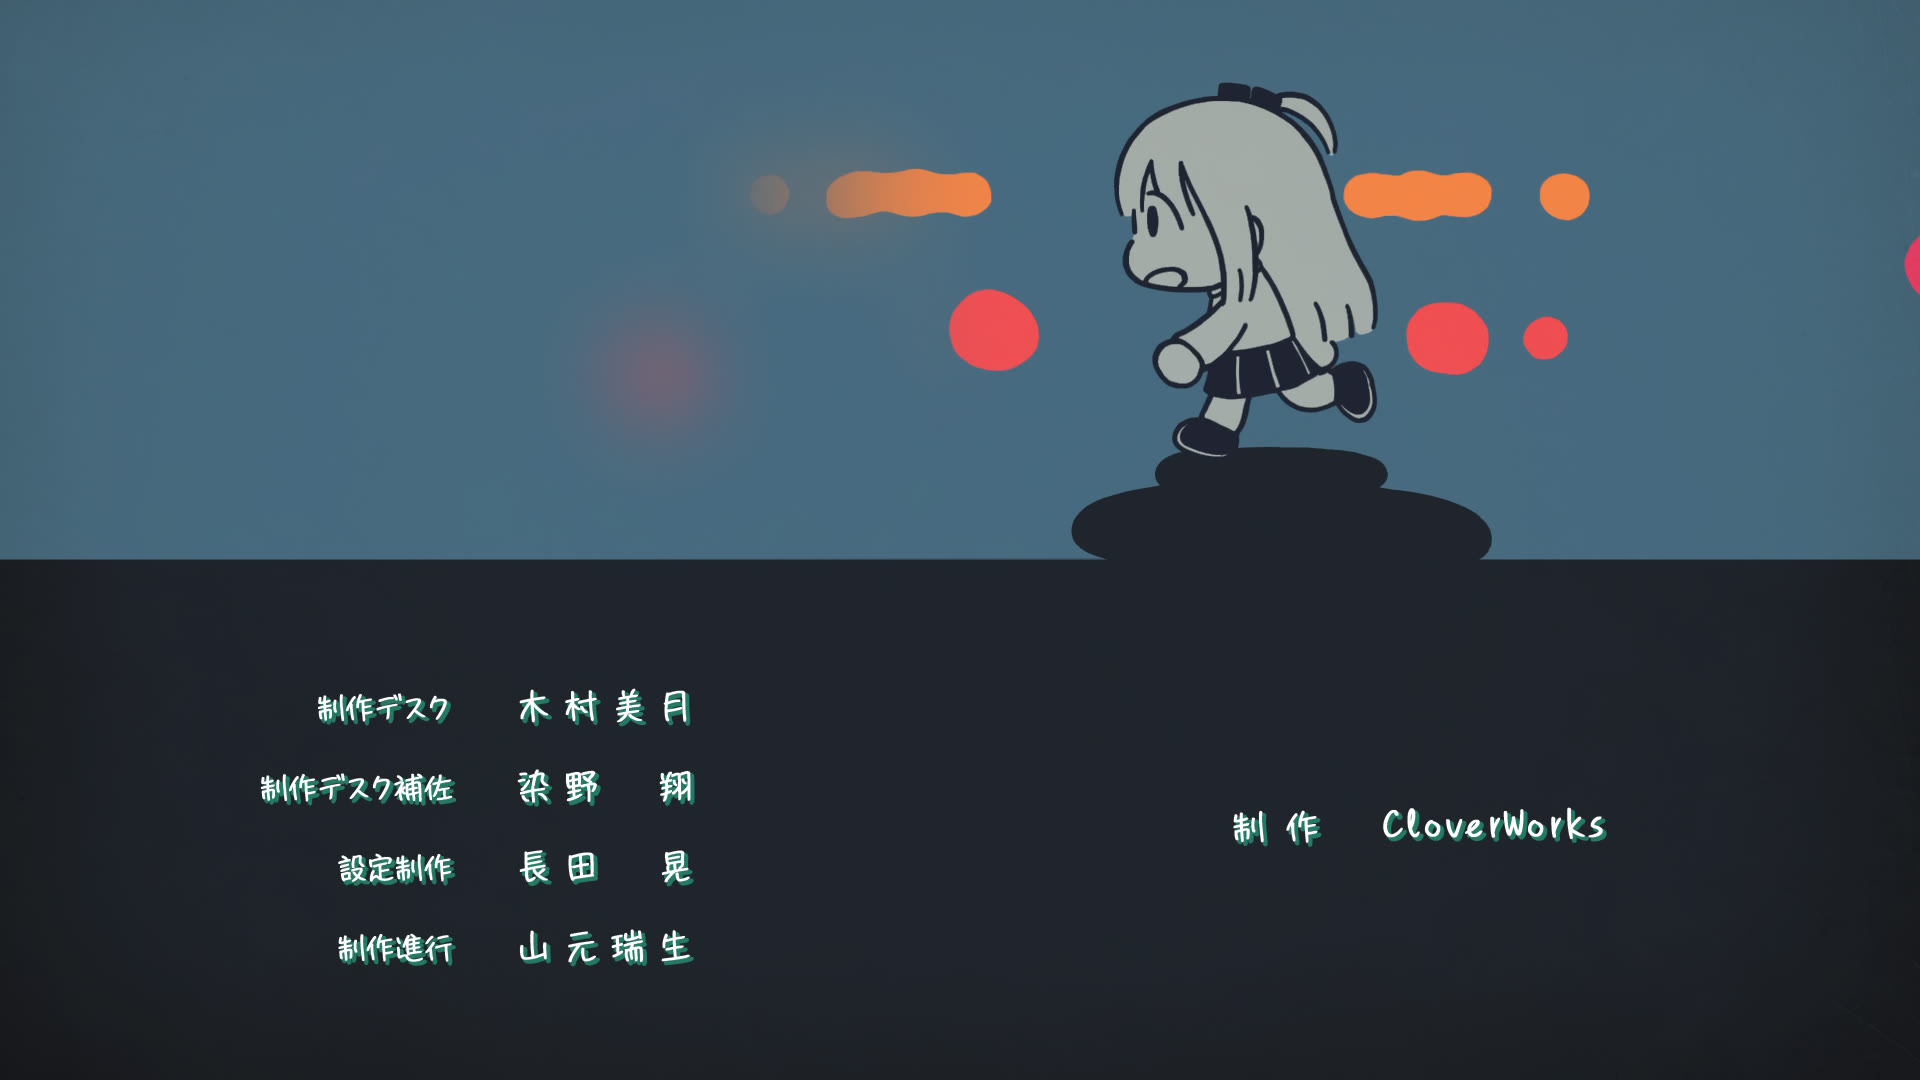 制作デスク 木村美月
制作デスク補佐 染野 翔
設定制作 長田 晃
制作進行 山元瑞生
制作 CloverWorks